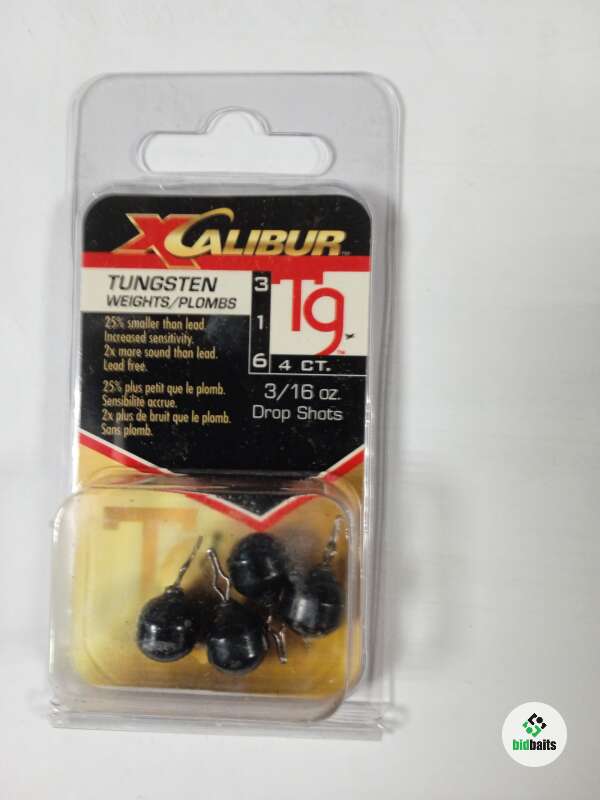 XCALIBUR™
TUNGSTEN
WEIGHTS/PLOMBS
25% smaller than lead.
Increased sensitivity.
2x more sound than lead.
Lead free.
25% plus petit que le plomb.
Sensibilité accrue.
2x plus de bruit que le plomb.
Sans plomb.
3
1
6
Tg™
4 CT.
3/16 oz.
Drop Shots
Tg
bidbaits